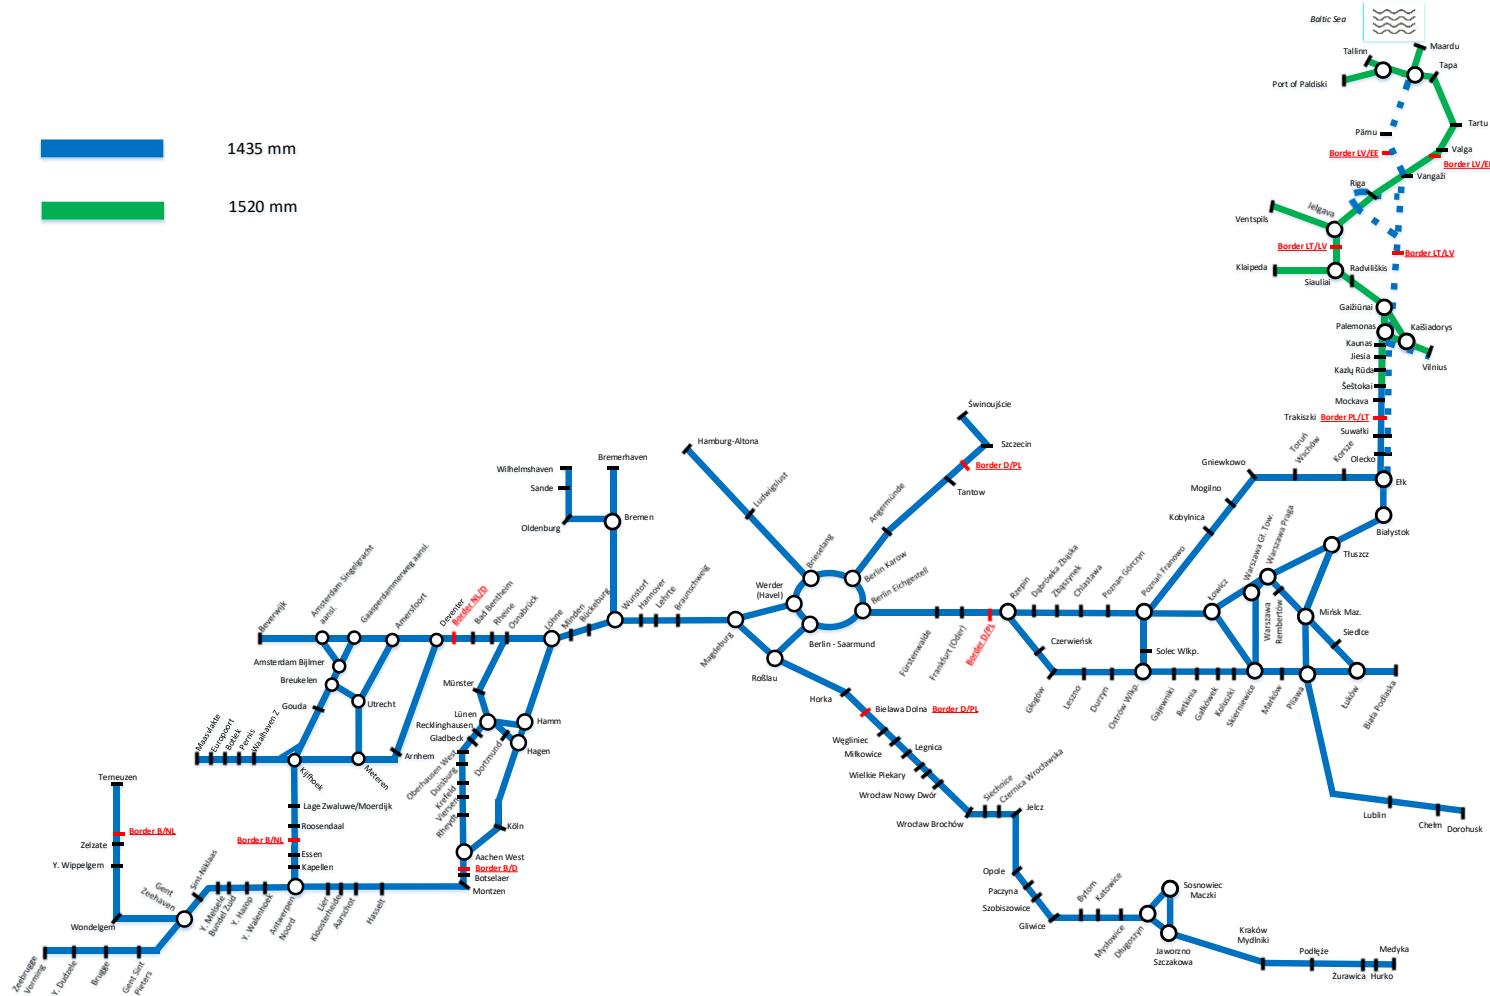 Baltic Sea
Maardu
Tallinn
Tapa
Port of Paldiski
Tartu
Pärnu
1435 mm
Valga
Border LV/EE
Border LV/EE
Vangaži
Riga
1520 mm
Jelgava
Ventspils
Border LT/LV
Border LT/LV
Klaipeda
Radviliškis
Siauliai
Gaižiūnai
Palemonas
Kaišiadorys
Kaunas
Jiesia
Vilnius
Kazlų Rūda
Šeštokai
Mockava
Trakiszki
Border PL/LT
Suwałki
Olecko
Ełk
Białystok
Toruń
Wschów
Korsze
Gniewkowo
Mogilno
Kobylnica
Świnoujście
Szczecin
Border D/PL
Tantow
Angermünde
Hamburg-Altona
Ludwigslust
Wilhelmshaven
Bremerhaven
Sande
Oldenburg
Bremen
Brieselang
Werder
(Havel)
Berlin Karow
Berlin Eichgestell
Berlin - Saarmund
Magdeburg
Roßlau
Tłuszcz
Warszawa Gł. Tow.
Warszawa Praga
Warszawa
Rembertów
Mińsk Maz.
Siedlce
Łowicz
Poznań Franowo
Poznan Górczyn
Chlastawa
Zbąszynek
Dąbrówka Zbąska
Rzepin
Border D/PL
Frankfurt (Oder)
Fürstenwalde
Czerwieńsk
Solec Wlkp.
Głogów
Leszno
Durzyn
Ostrów Wlkp.
Gajewniki
Retkinia
Gałkówek
Koluszki
Skierniewice
Marków
Pilawa
Łuków
Biała Podlaska
Beverwijk
Amsterdam Singelgracht
aansl.
Gaasperdammerweg aansl.
Amersfoort
Deventer
Border NL/D
Bad Bentheim
Rheine
Osnabrück
Löhne
Minden
Bückeburg
Wunstorf
Hannover
Lehrte
Braunschweig
Amsterdam Bijlmer
Breukelen
Utrecht
Gouda
Münster
Lünen
Recklinghausen
Gladbeck
Hamm
Hagen
Dortmund
Oberhausen West
Duisburg
Krefeld
Viersen
Rheydt
Köln
Maasvlakte
Europoort
Botlek
Pernis
Waalhaven Z
Kijfhoek
Meteren
Arnhem
Terneuzen
Lage Zwaluwe/Moerdijk
Roosendaal
Border B/NL
Border B/NL
Zelzate
Y. Wippelgem
Essen
Kapellen
Aachen West
Border B/D
Botselaer
Montzen
Gent
Zeehaven
Sint-Niklaas
Wondelgem
Y. Melsele
Bundel Zuid
Y. Hazop
Y. Walenhoek
Antwerpen
Noord
Lier
Kloosterheide
Aarschot
Hasselt
Zeebrugge
Vorming
Y. Dudzele
Brugge
Gent Sint
Pieters
Horka
Bielawa Dolna
Border D/PL
Węgliniec
Miłkowice
Legnica
Wielkie Piekary
Wrocław Nowy Dwór
Wrocław Brochów
Siechnice
Czernica Wrocławska
Jelcz
Opole
Paczyna
Szobiszowice
Gliwice
Bytom
Katowice
Mysłowice
Długoszyn
Sosnowiec
Maczki
Jaworzno
Szczakowa
Kraków
Mydlniki
Podłęże
Żurawica
Hurko
Medyka
Lublin
Chełm
Dorohusk